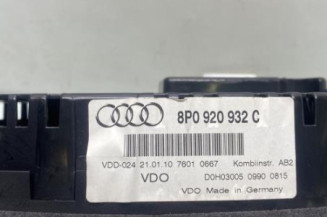 8P0 920 932 C
VDD-024 21.01.10 7601 0667 Kombiinstr. AB2
VDO D0H03005 0990 0815
VDO Made in Germany